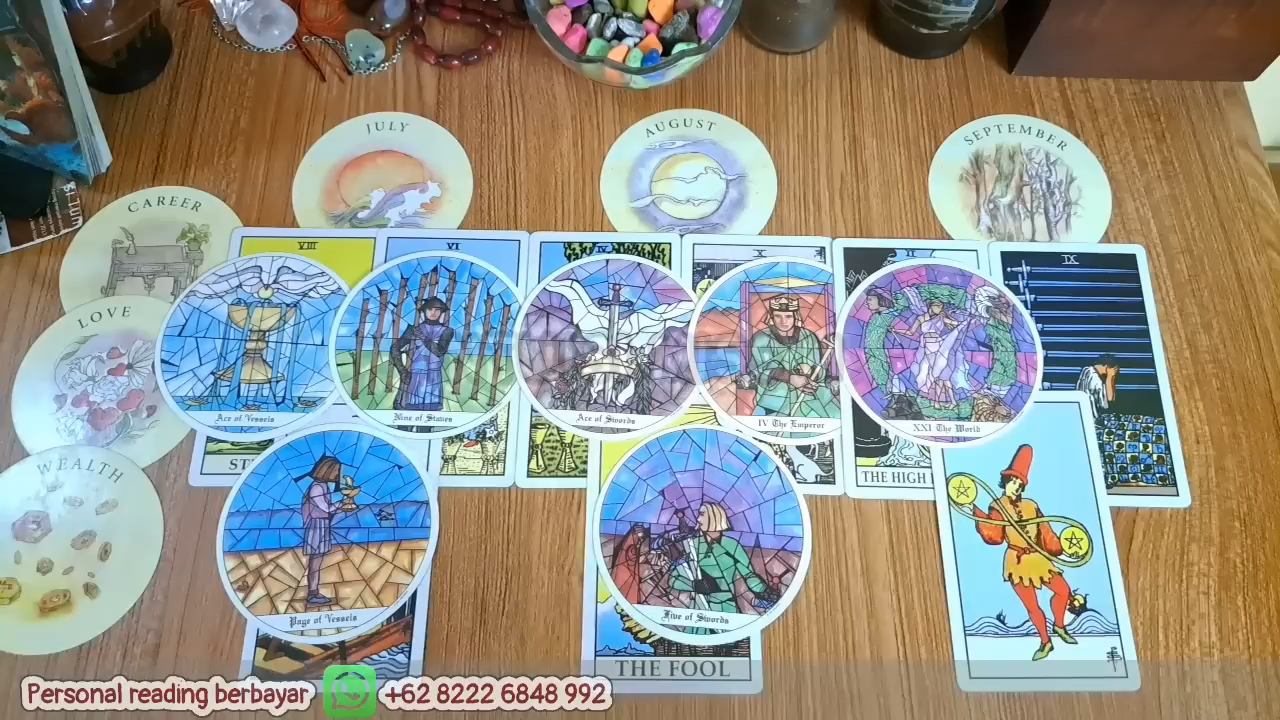 JULY
AUGUST
SEPTEMBER
CAREER
LOVE
WEALTH
VIII
VI
IV
X
II
IX
Ace of Vessels
Nine of Staves
Ace of Swords
IV The Emperor
XXI The World
ST
THE HIGH
Page of Vessels
Five of Swords
THE FOOL
Personal reading berbayar +62 8222 6848 992